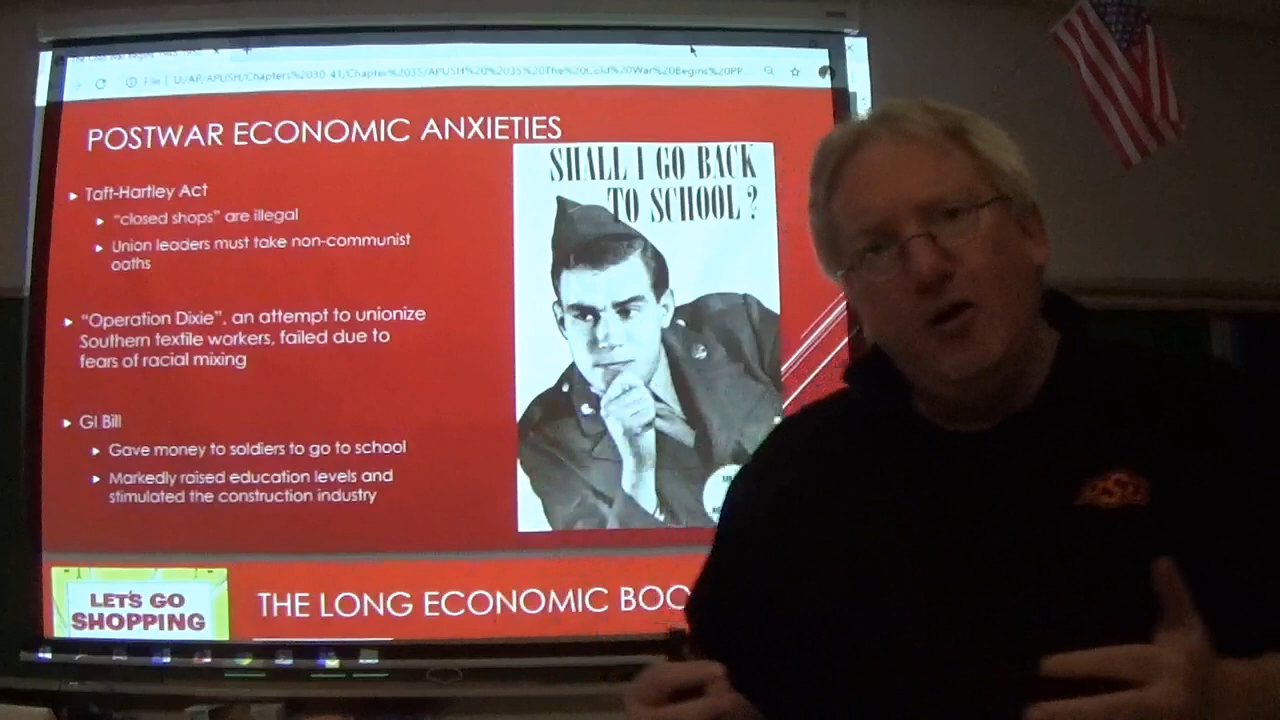 File
POSTWAR ECONOMIC ANXIETIES
Taft-Hartley Act
"closed shops" are illegal
Union leaders must take non-communist
oaths
"Operation Dixie", an attempt to unionize
Southern textile workers, failed due to
fears of racial mixing
GI Bill
Gave money to soldiers to go to school
Markedly raised education levels and
stimulated the construction industry
SHALL I GO BACK
TO SCHOOL?
LET'S GO
SHOPPING
THE LONG ECONOMIC